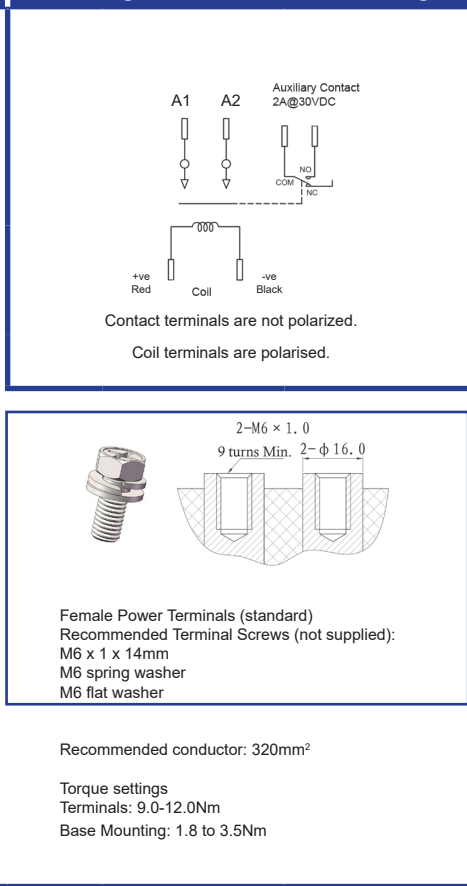 Auxiliary Contact
A1 A2 2A@30VDC
NO
COM
NC
+ve -ve
Red Coil Black
Contact terminals are not polarized.
Coil terminals are polarised.
2-M6 × 1. 0
9 turns Min. 2-ϕ16. 0
Female Power Terminals (standard)
Recommended Terminal Screws (not supplied):
M6 x 1 x 14mm
M6 spring washer
M6 flat washer
Recommended conductor: 320mm²
Torque settings
Terminals: 9.0-12.0Nm
Base Mounting: 1.8 to 3.5Nm